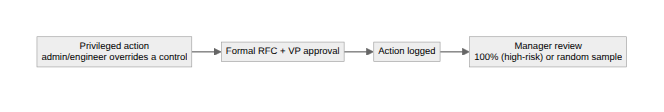 Privileged action
admin/engineer overrides a control
Formal RFC + VP approval
Action logged
Manager review
100% (high-risk) or random sample